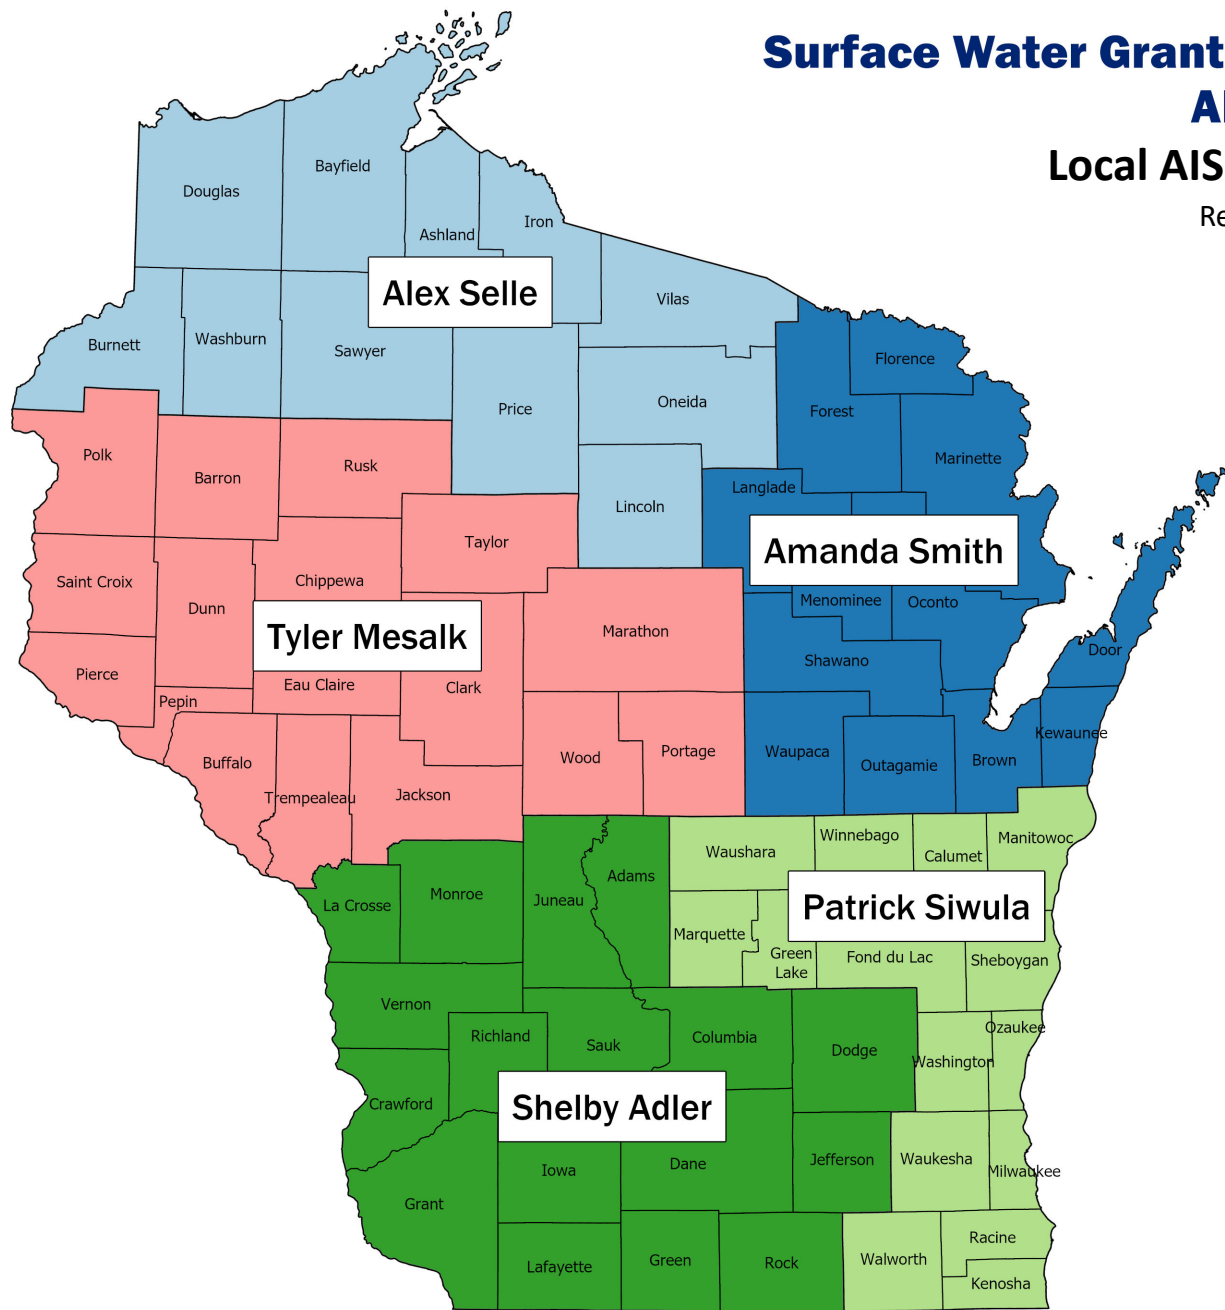 Surface Water Grant
Local AIS
Re
Bayfield
Douglas
Iron
Ashland
Alex Selle
Vilas
Burnett
Washburn
Sawyer
Florence
Price
Oneida
Forest
Polk
Barron
Rusk
Marinette
Langlade
Lincoln
Taylor
Amanda Smith
Saint Croix
Chippewa
Dunn
Menominee
Oconto
Tyler Mesalk
Marathon
Door
Shawano
Pierce
Eau Claire
Clark
Pepin
Kewaunee
Buffalo
Wood
Portage
Waupaca
Outagamie
Brown
Trempealeau
Jackson
Winnebago
Manitowoc
Waushara
Calumet
Adams
Monroe
Juneau
La Crosse
Patrick Siwula
Marquette
Green
Lake
Fond du Lac
Sheboygan
Vernon
Richland
Sauk
Columbia
Dodge
Ozaukee
Washington
Crawford
Shelby Adler
Iowa
Dane
Jefferson
Waukesha
Milwaukee
Grant
Racine
Lafayette
Green
Rock
Walworth
Kenosha